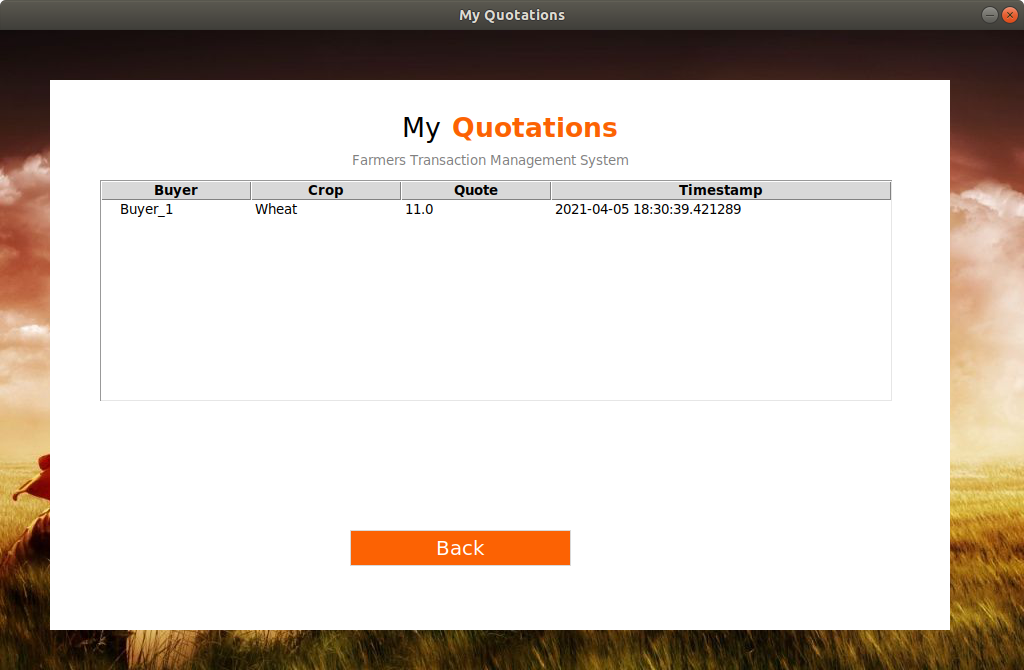 My Quotations
My Quotations
Farmers Transaction Management System
Buyer Crop Quote Timestamp
Buyer_1 Wheat 11.0 2021-04-05 18:30:39.421289
Back